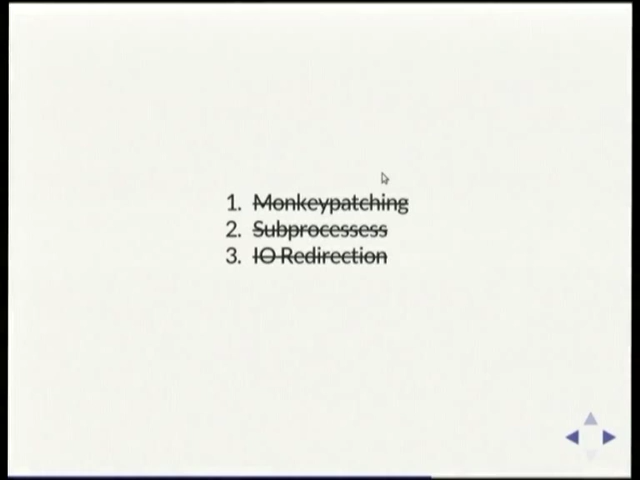 1. Monkeypatching
2. Subprocessess
3. IO Redirection